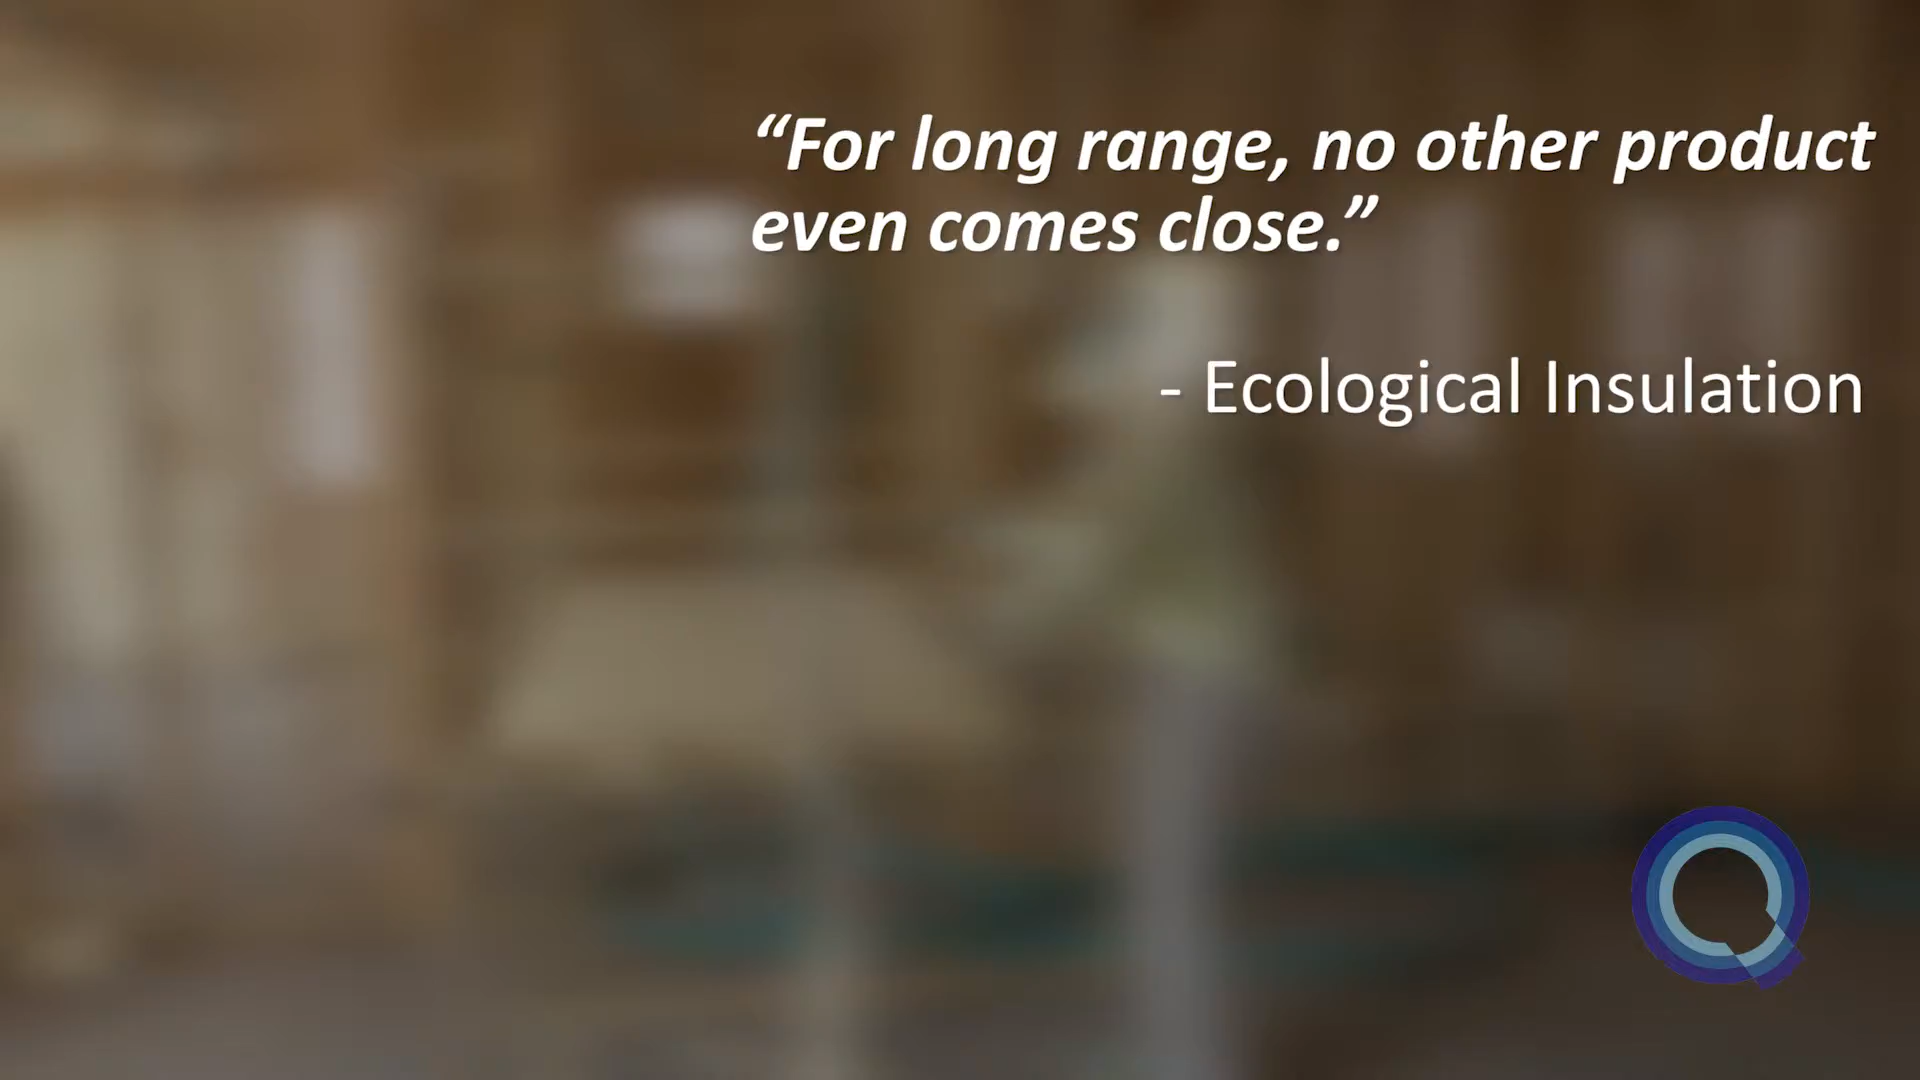 “For long range, no other product
even comes close.”
- Ecological Insulation